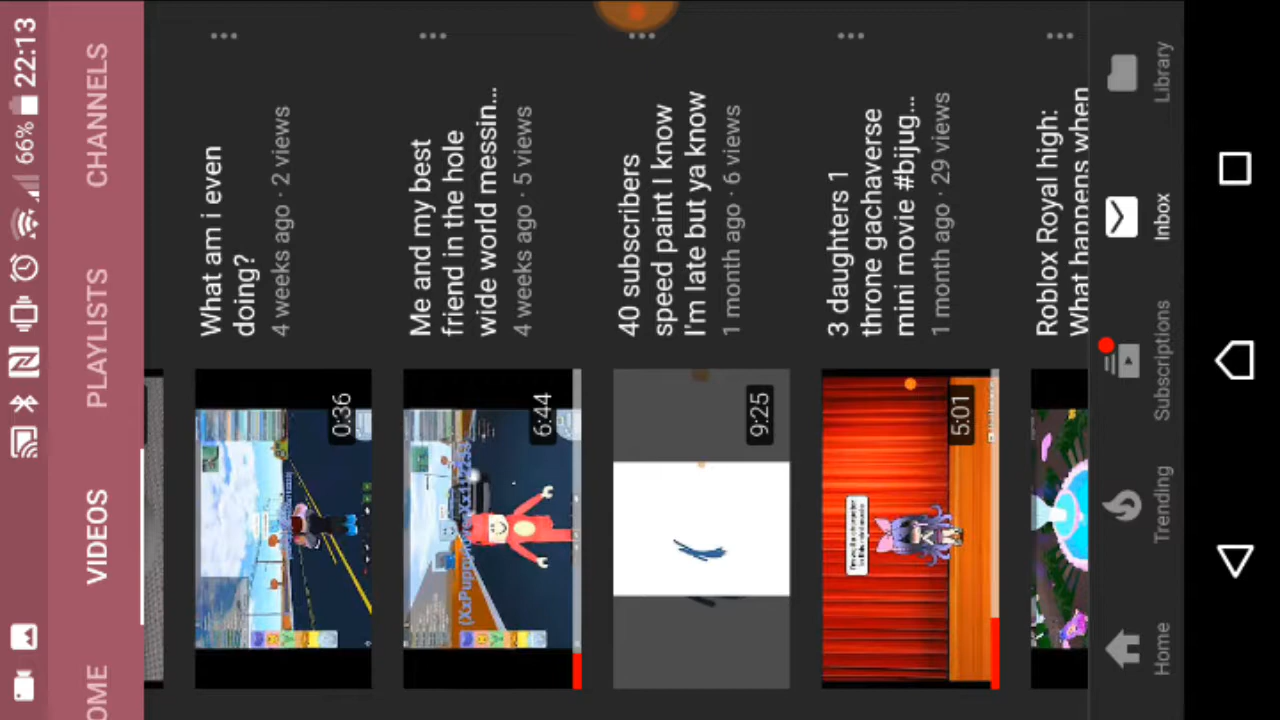 66% 22:13
OME VIDEOS PLAYLISTS CHANNELS
What am i even
doing?
4 weeks ago · 2 views
0:36
Me and my best
friend in the hole
wide world messin...
4 weeks ago · 5 views
6:44
40 subscribers
speed paint I know
I'm late but ya know
1 month ago · 6 views
9:25
3 daughters 1
throne gachaverse
mini movie #bijug...
1 month ago · 29 views
5:01
Roblox Royal high:
What happens when
Home Trending Subscriptions Inbox Library